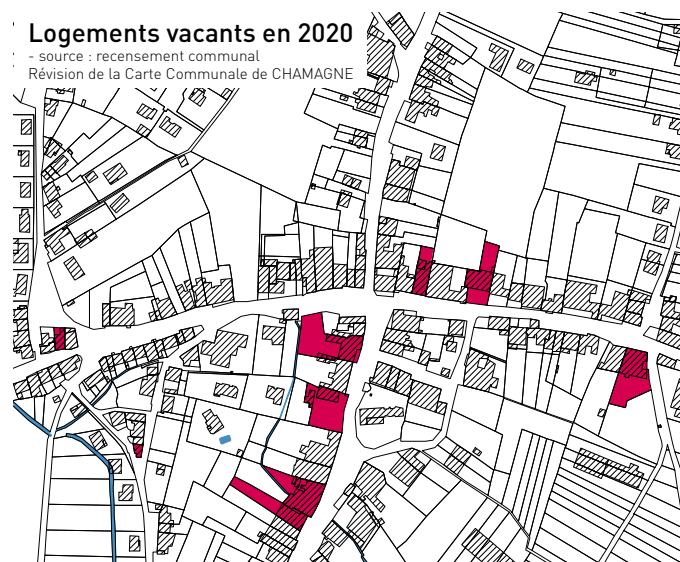 Logements vacants en 2020
- source : recensement communal
Révision de la Carte Communale de CHAMAGNE